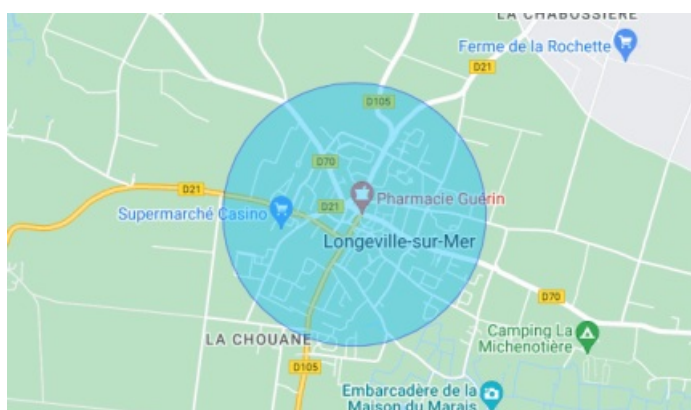 LA CHABOSSIÈRE
Ferme de la Rochette
D21
D105
D70
D21
D21
Pharmacie Guérin
Supermarché Casino
Longeville-sur-Mer
D70
LA CHOUANE
Camping La
Michenotière
D105
Embarcadère de la
Maison du Marais